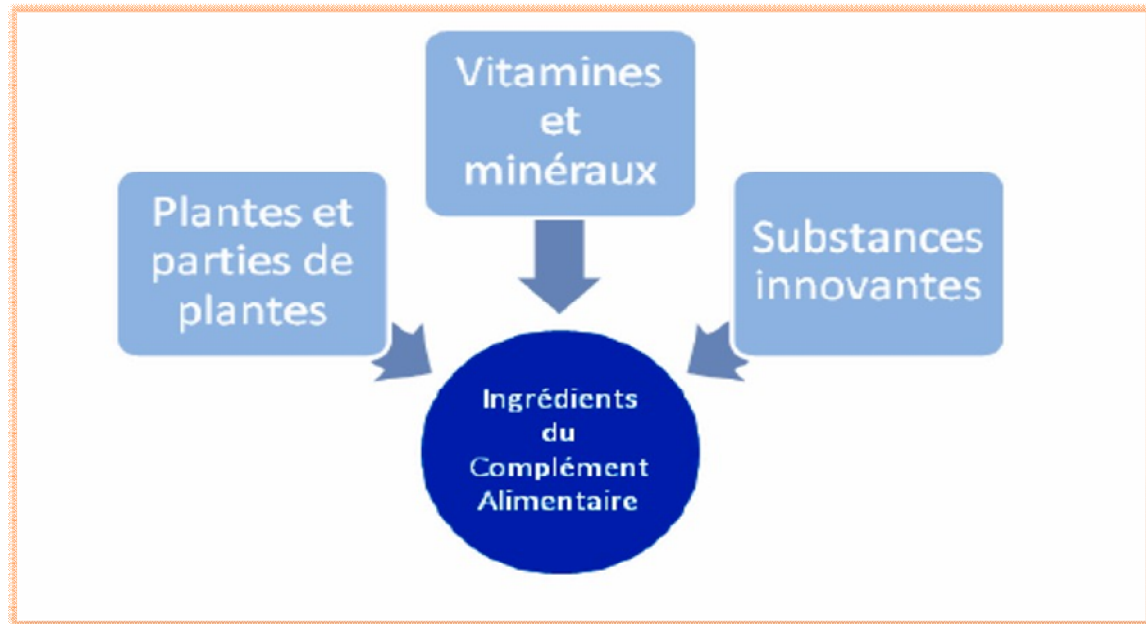 Vitamines
et
minéraux
Plantes et
parties de
plantes
Substances
innovantes
Ingrédients
du
Complément
Alimentaire